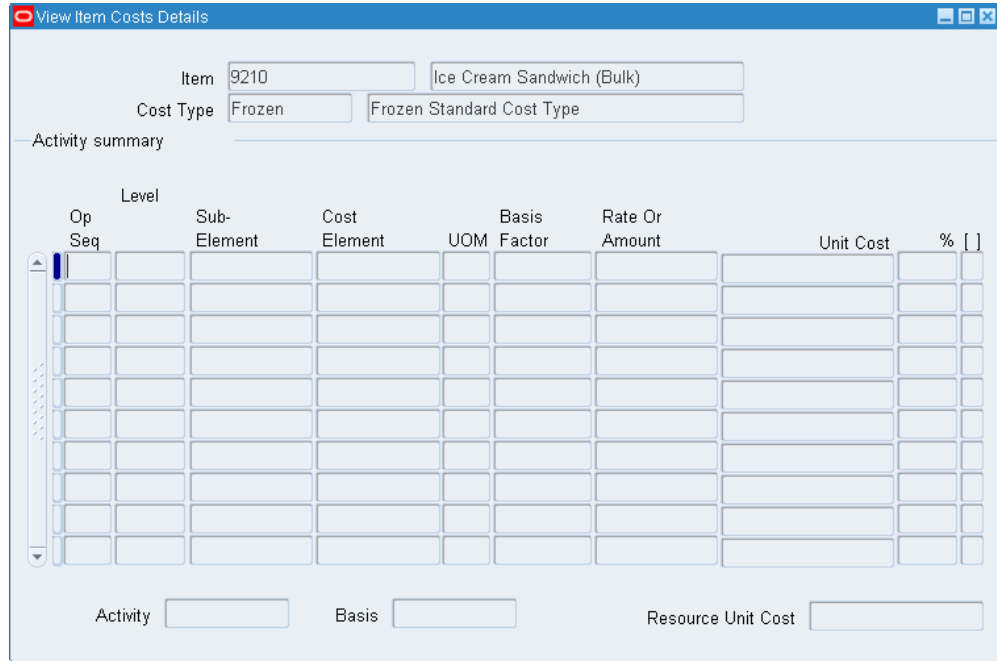 View Item Costs Details
Item 9210 Ice Cream Sandwich (Bulk)
Cost Type Frozen Frozen Standard Cost Type
Activity summary
Level
Op Sub- Cost Basis Rate Or
Seq Element Element UOM Factor Amount Unit Cost % [ ]
Activity Basis Resource Unit Cost